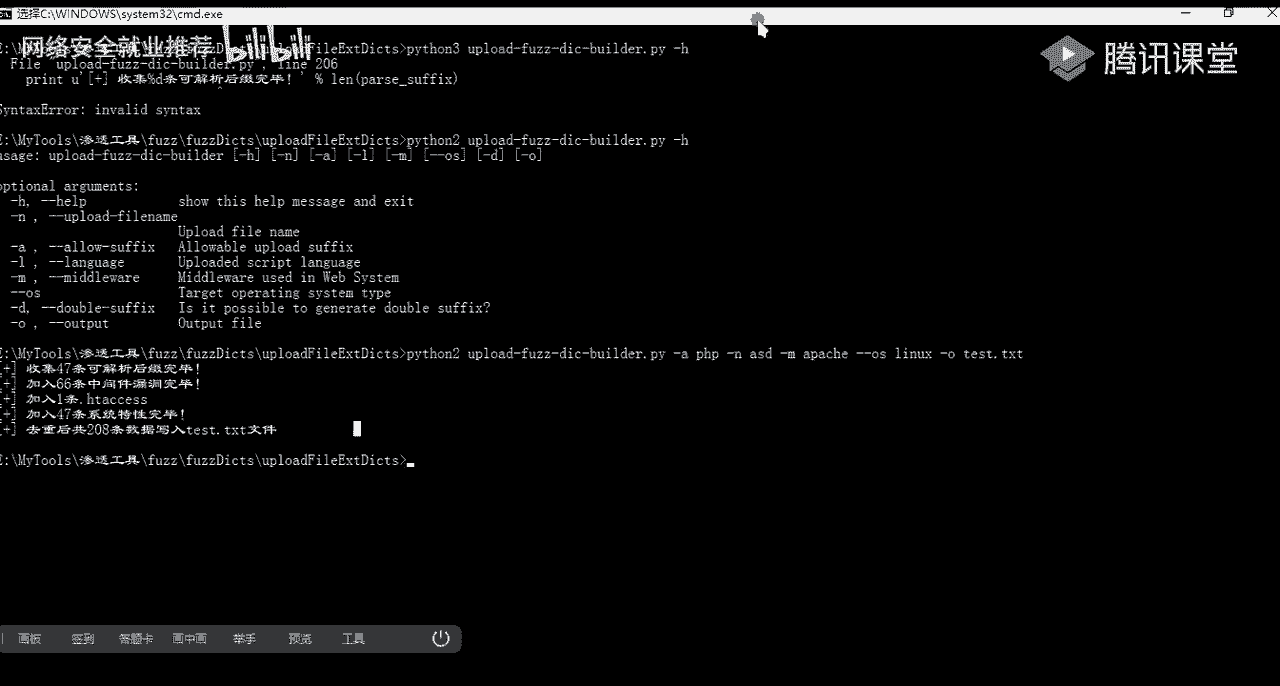 选择C:\WINDOWS\system32\cmd.exe
网络安全就业推荐 bilibili
腾讯课堂
E:\MyTools\渗透工具\fuzz\fuzzDicts\uploadFileExtDicts>python3 upload-fuzz-dic-builder.py -h
File "upload-fuzz-dic-builder.py", line 206
print u'[+] 收集%d条可解析后缀完毕!' % len(parse_suffix)
^
SyntaxError: invalid syntax
E:\MyTools\渗透工具\fuzz\fuzzDicts\uploadFileExtDicts>python2 upload-fuzz-dic-builder.py -h
usage: upload-fuzz-dic-builder [-h] [-n] [-a] [-l] [-m] [--os] [-d] [-o]
optional arguments:
-h, --help show this help message and exit
-n , --upload-filename
Upload file name
-a , --allow-suffix Allowable upload suffix
-l , --language Uploaded script language
-m , --middleware Middleware used in Web System
--os Target operating system type
-d, --double-suffix Is it possible to generate double suffix?
-o , --output Output file
E:\MyTools\渗透工具\fuzz\fuzzDicts\uploadFileExtDicts>python2 upload-fuzz-dic-builder.py -a php -n asd -m apache --os linux -o test.txt
[+] 收集47条可解析后缀完毕!
[+] 加入66条中间件漏洞完毕!
[+] 加入1条.htaccess
[+] 加入47条系统特性完毕!
[+] 去重后共208条数据写入test.txt文件
E:\MyTools\渗透工具\fuzz\fuzzDicts\uploadFileExtDicts>
画板 签到 答题卡 画中画 举手 预览 工具